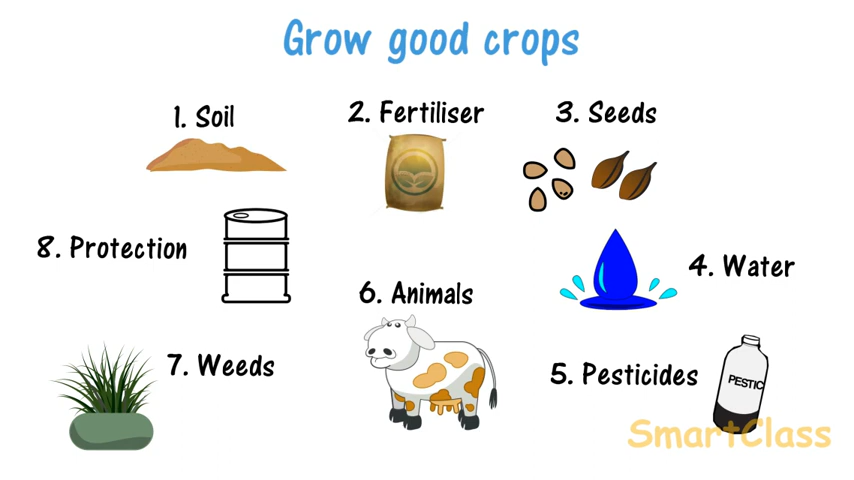 Grow good crops
1. Soil
2. Fertiliser
3. Seeds
8. Protection
4. Water
6. Animals
7. Weeds
5. Pesticides
PESTIC
SmartClass